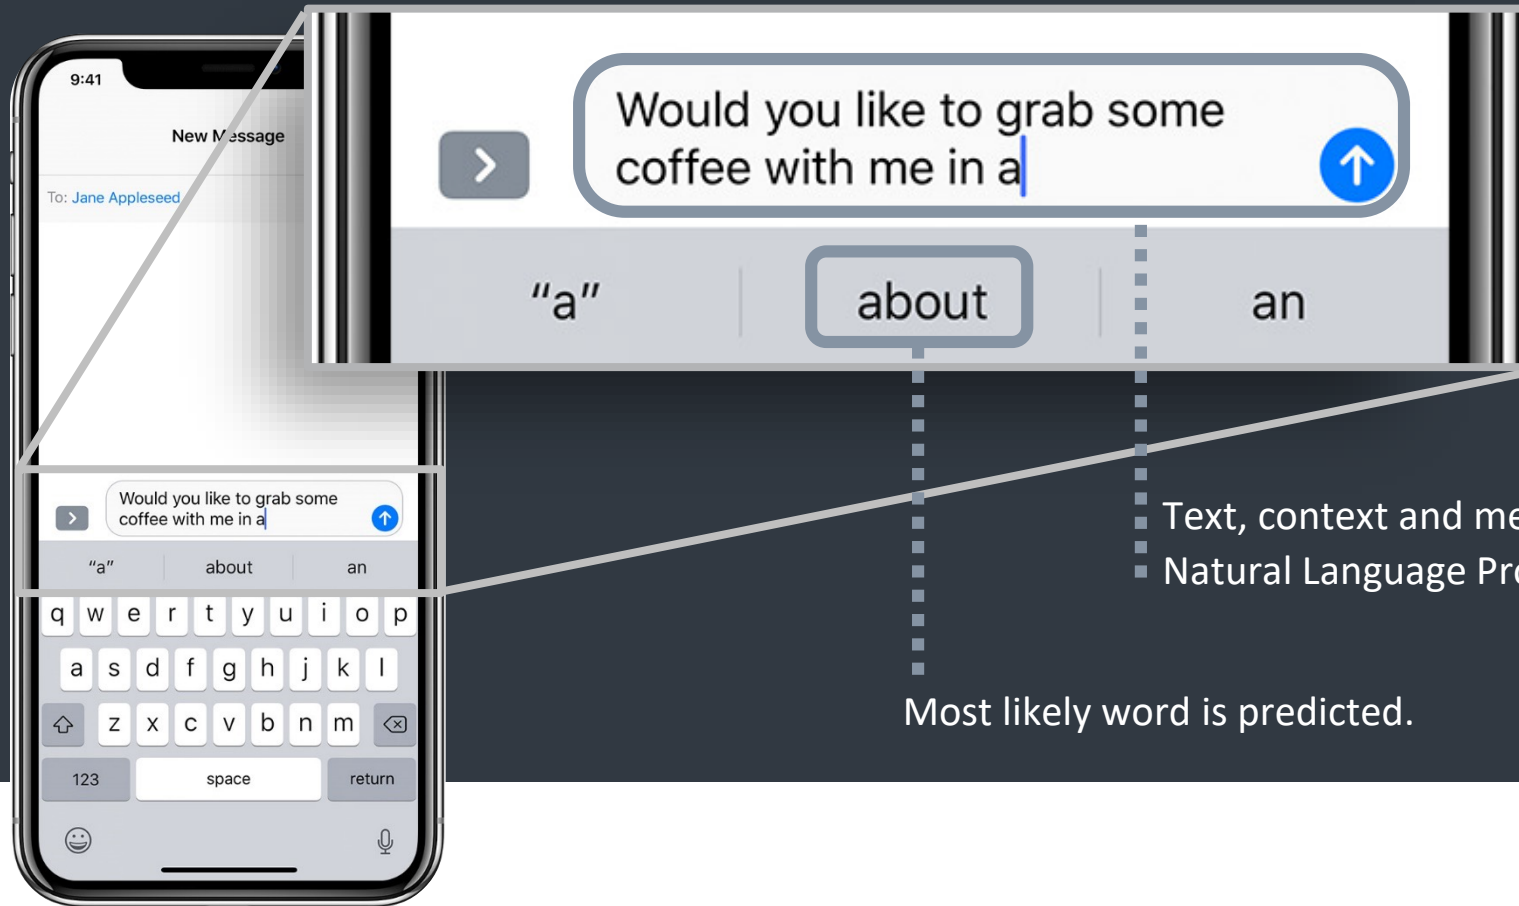 9:41
New Message
To: Jane Appleseed
Would you like to grab some
coffee with me in a
"a" about an
q w e r t y u i o p
a s d f g h j k l
z x c v b n m
123 space return
Would you like to grab some
coffee with me in a
"a" about an
Text, context and
Natural Language
Most likely word is predicted.